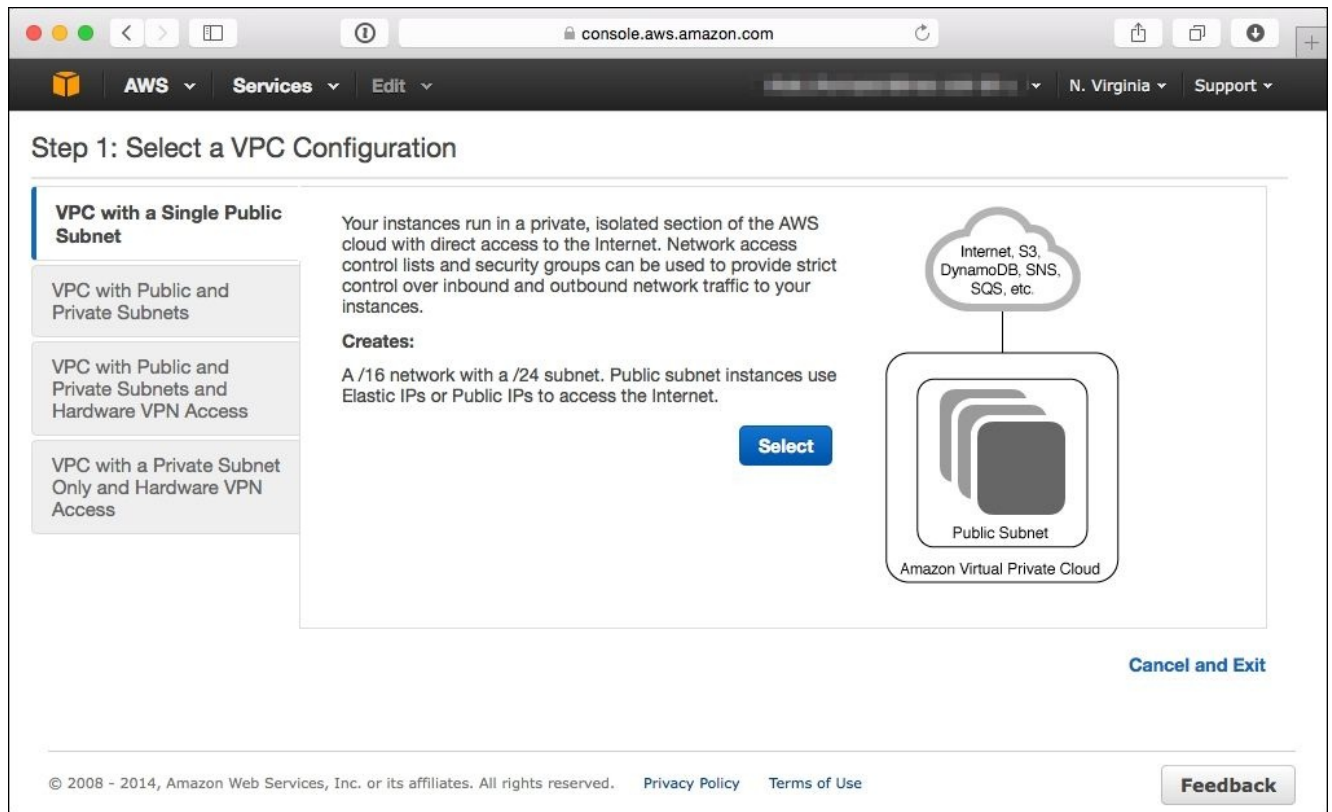 console.aws.amazon.com
AWS Services Edit N. Virginia Support
Step 1: Select a VPC Configuration
VPC with a Single Public
Subnet
VPC with Public and
Private Subnets
VPC with Public and
Private Subnets and
Hardware VPN Access
VPC with a Private Subnet
Only and Hardware VPN
Access
Your instances run in a private, isolated section of the AWS
cloud with direct access to the Internet. Network access
control lists and security groups can be used to provide strict
control over inbound and outbound network traffic to your
instances.
Creates:
A /16 network with a /24 subnet. Public subnet instances use
Elastic IPs or Public IPs to access the Internet.
Select
Internet, S3,
DynamoDB, SNS,
SQS, etc.
Public Subnet
Amazon Virtual Private Cloud
Cancel and Exit
© 2008 - 2014, Amazon Web Services, Inc. or its affiliates. All rights reserved. Privacy Policy Terms of Use Feedback